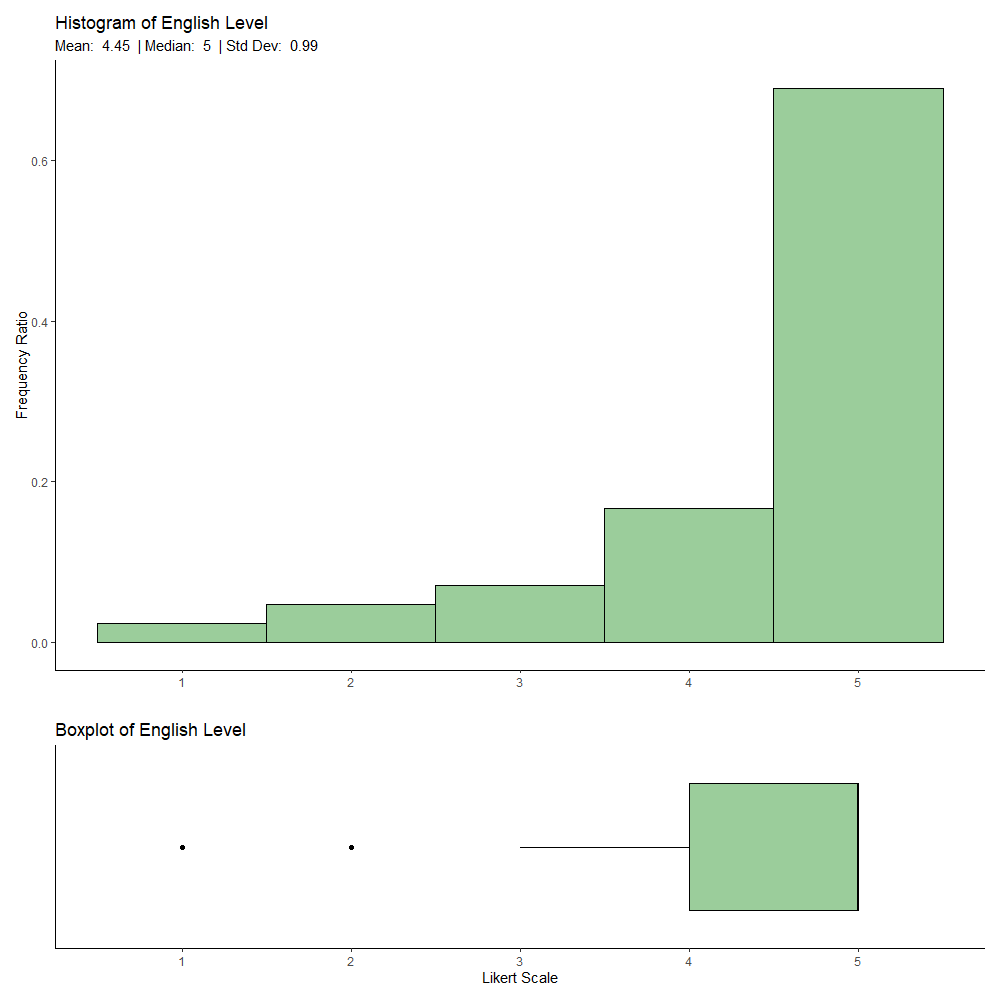 Histogram of English Level
Mean:  4.45  | Median:  5  | Std Dev:  0.99
Frequency Ratio
0.6
0.4
0.2
0.0
1 2 3 4 5
Boxplot of English Level
1 2 3 4 5
Likert Scale